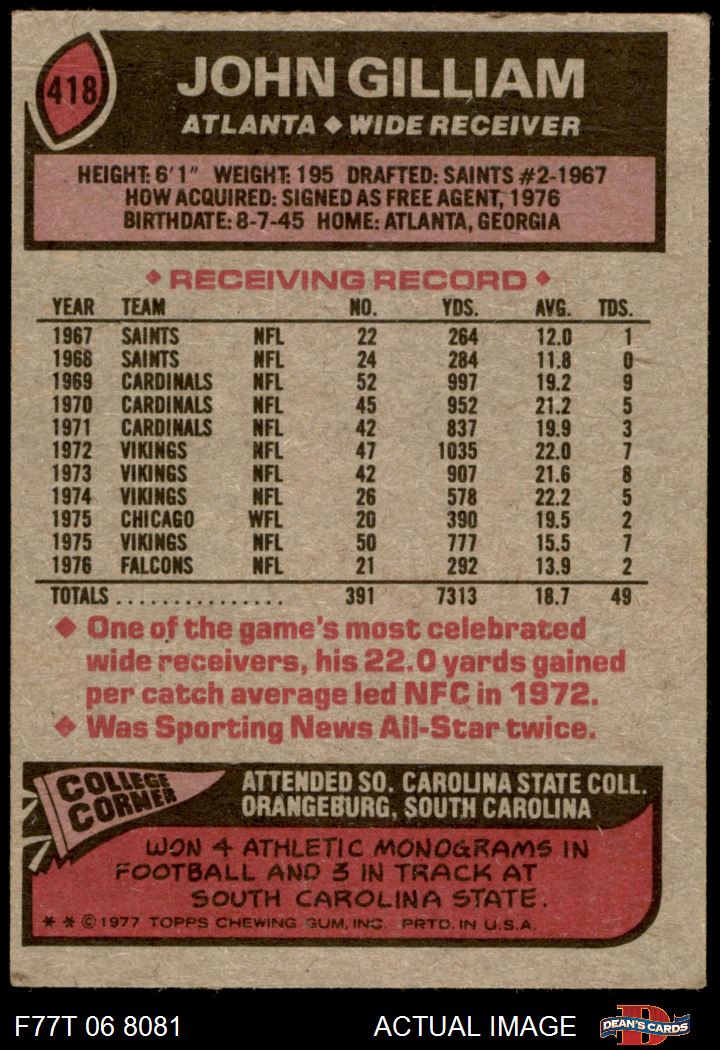 418
JOHN GILLIAM
ATLANTA ◆ WIDE RECEIVER
HEIGHT: 6'1" WEIGHT: 195 DRAFTED: SAINTS #2-1967
HOW ACQUIRED: SIGNED AS FREE AGENT, 1976
BIRTHDATE: 8-7-45 HOME: ATLANTA, GEORGIA
◆ RECEIVING RECORD ◆
YEAR TEAM NO. YDS. AVG. TDS.
1967 SAINTS NFL 22 264 12.0 1
1968 SAINTS NFL 24 284 11.8 0
1969 CARDINALS NFL 52 997 19.2 9
1970 CARDINALS NFL 45 952 21.2 5
1971 CARDINALS NFL 42 837 19.9 3
1972 VIKINGS NFL 47 1035 22.0 7
1973 VIKINGS NFL 42 907 21.6 8
1974 VIKINGS NFL 26 578 22.2 5
1975 CHICAGO WFL 20 390 19.5 2
1975 VIKINGS NFL 50 777 15.5 7
1976 FALCONS NFL 21 292 13.9 2
TOTALS................ 391 7313 18.7 49
◆ One of the game's most celebrated
wide receivers, his 22.0 yards gained
per catch average led NFC in 1972.
◆ Was Sporting News All-Star twice.
COLLEGE
CORNER
ATTENDED SO. CAROLINA STATE COLL.
ORANGEBURG, SOUTH CAROLINA
WON 4 ATHLETIC MONOGRAMS IN
FOOTBALL AND 3 IN TRACK AT
SOUTH CAROLINA STATE.
* * © 1977 TOPPS CHEWING GUM, INC. PRTD. IN U.S.A.
F77T 06 8081 ACTUAL IMAGE
D
DEAN'S CARDS